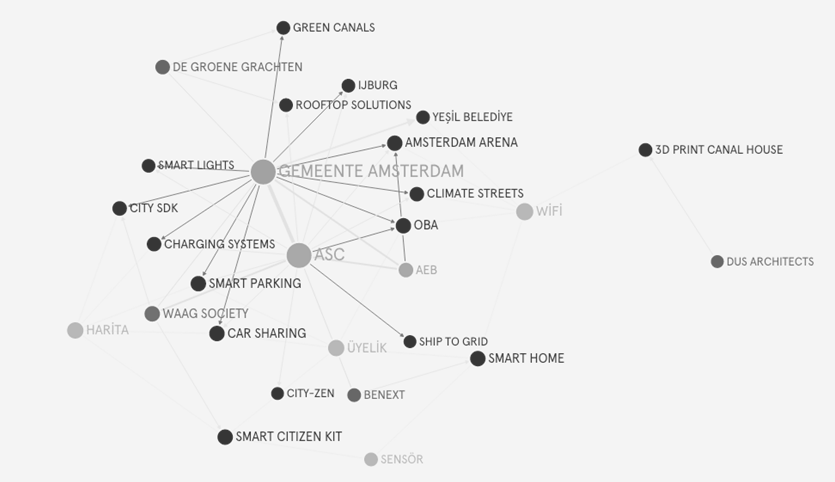 GREEN CANALS
DE GROENE GRACHTEN
IJBURG
ROOFTOP SOLUTIONS
YEŞİL BELEDİYE
AMSTERDAM ARENA
3D PRINT CANAL HOUSE
SMART LIGHTS
GEMEENTE AMSTERDAM
CLIMATE STREETS
CITY SDK
WİFİ
OBA
CHARGING SYSTEMS
ASC
DUS ARCHITECTS
AEB
SMART PARKING
WAAG SOCIETY
HARİTA
CAR SHARING
SHIP TO GRID
ÜYELİK
SMART HOME
CITY-ZEN
BENEXT
SMART CITIZEN KIT
SENSÖR